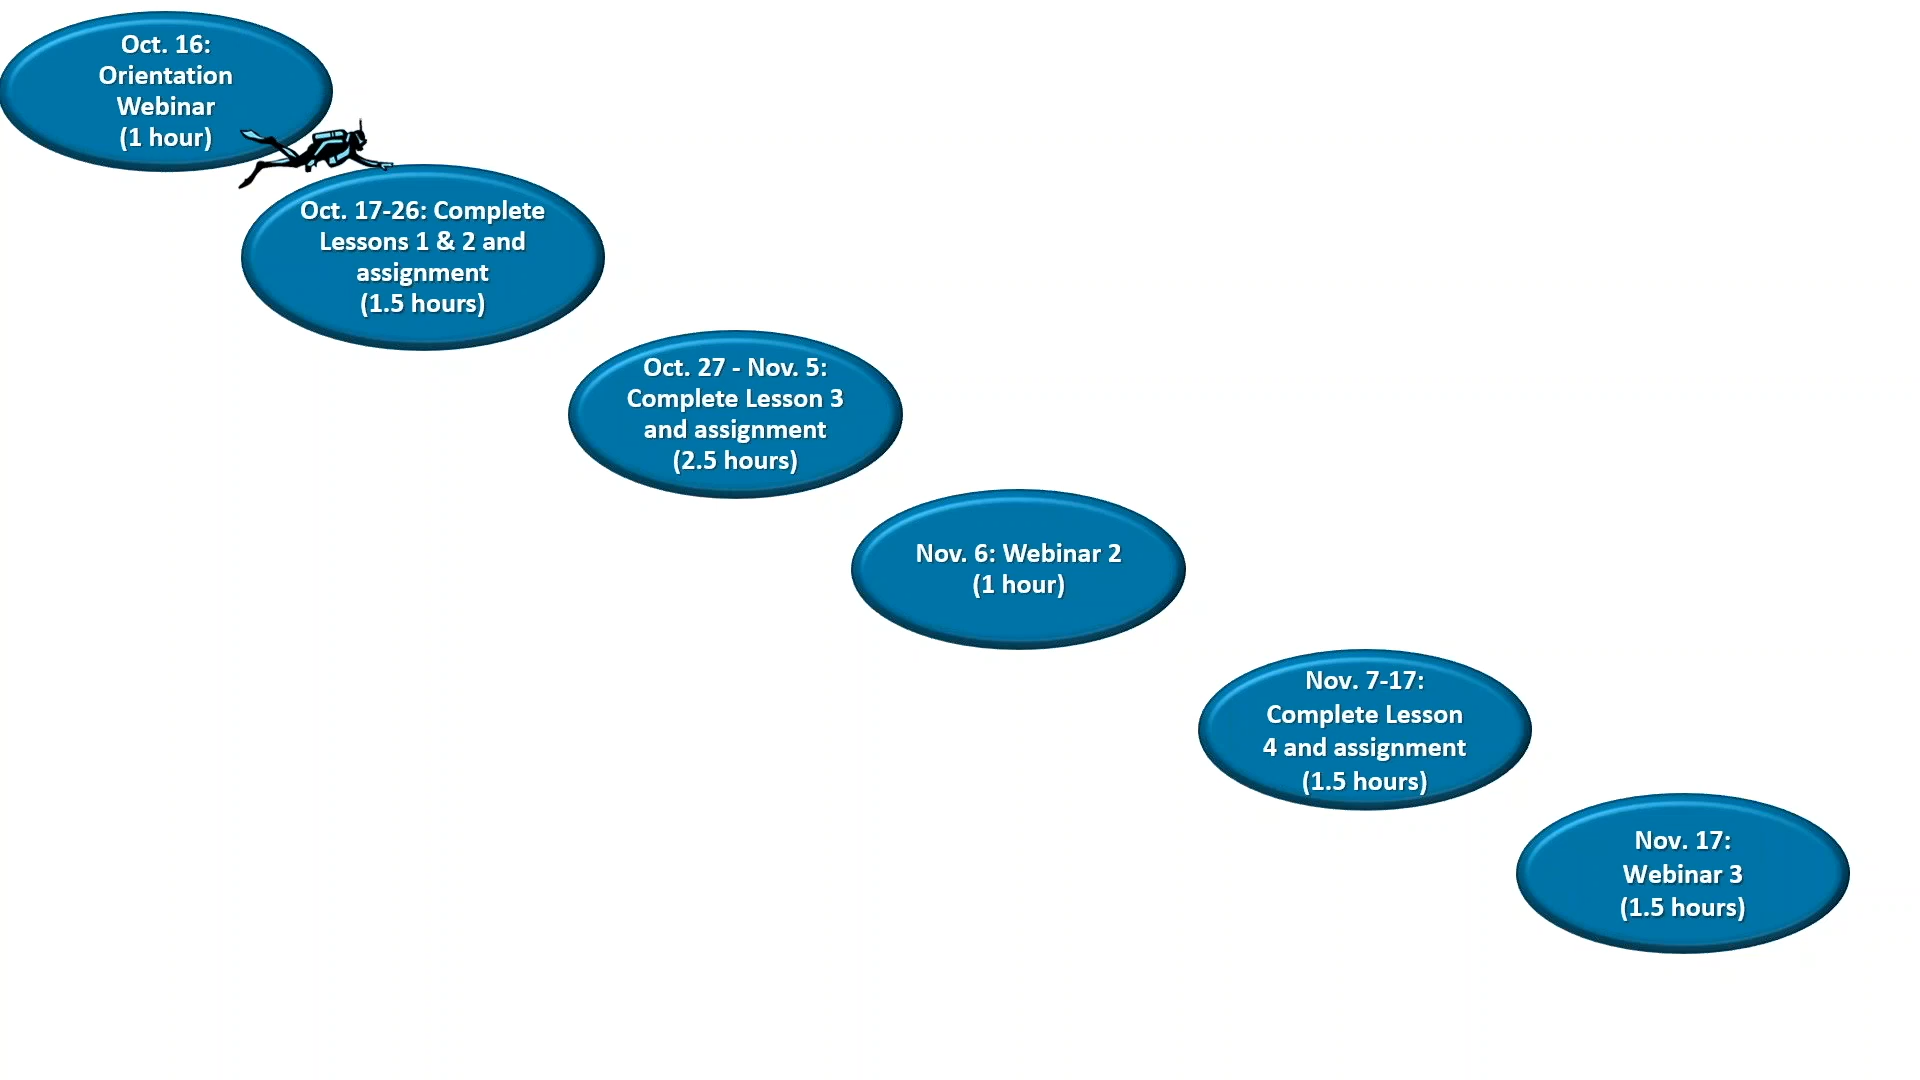 Oct. 16:
Orientation
Webinar
(1 hour)
Oct. 17-26: Complete
Lessons 1 & 2 and
assignment
(1.5 hours)
Oct. 27 - Nov. 5:
Complete Lesson 3
and assignment
(2.5 hours)
Nov. 6: Webinar 2
(1 hour)
Nov. 7-17:
Complete Lesson
4 and assignment
(1.5 hours)
Nov. 17:
Webinar 3
(1.5 hours)